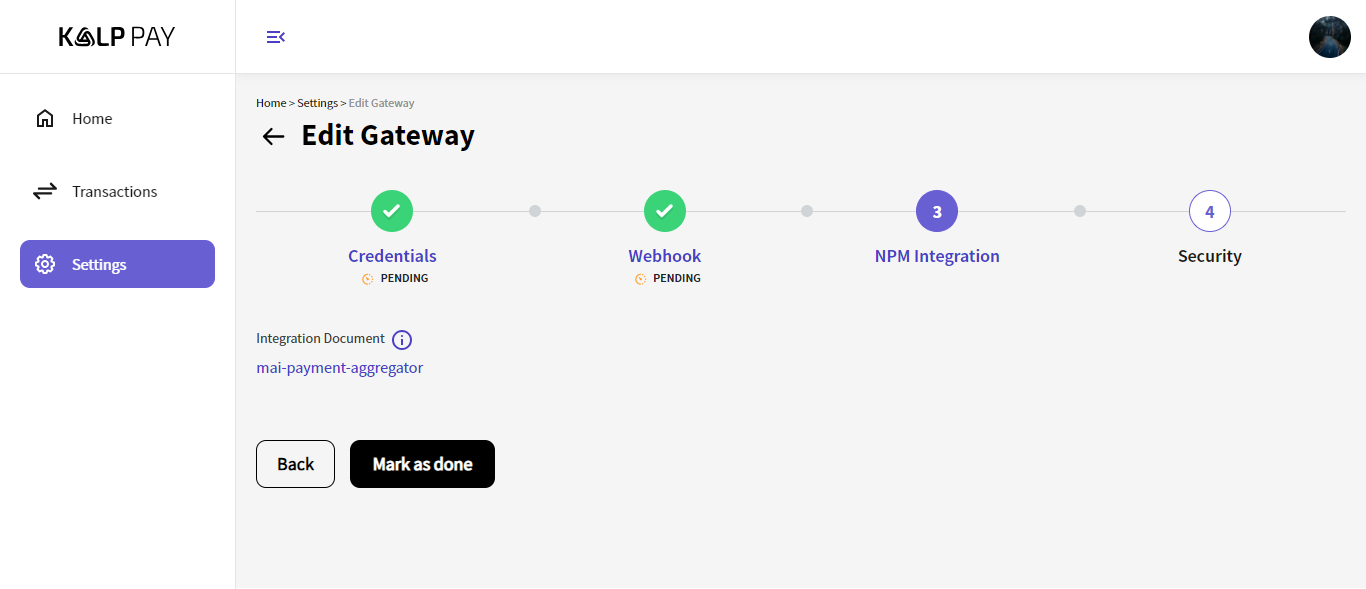 KALP PAY
Home
Transactions
Settings
Home > Settings > Edit Gateway
Edit Gateway
3
4
Credentials
Webhook
NPM Integration
Security
PENDING
PENDING
Integration Document
mai-payment-aggregator
Back
Mark as done